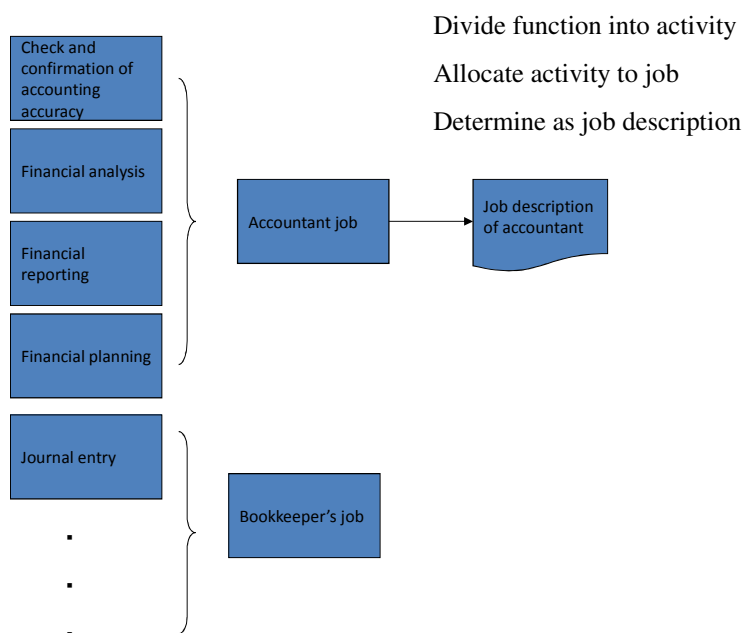 Divide function into activity
Allocate activity to job
Determine as job description
Check and
confirmation of
accounting
accuracy
Financial analysis
Financial
reporting
Financial planning
Accountant job
Job description
of accountant
Journal entry
Bookkeeper’s job